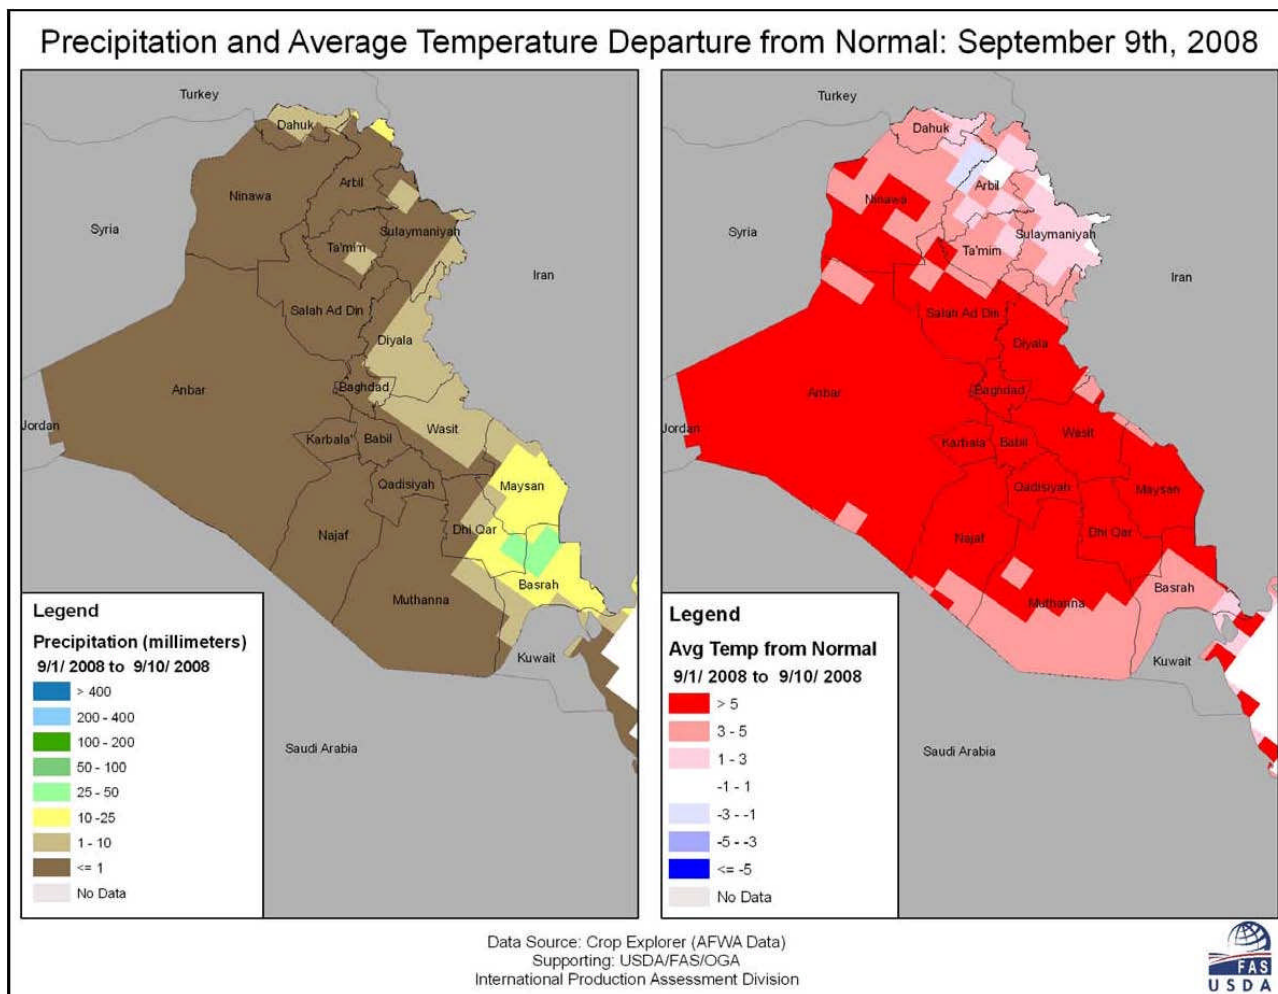 Precipitation and Average Temperature Departure from Normal: September 9th, 2008
Turkey
Dahuk
Ninawa
Arbil
Syria
Ta'mim
Sulaymaniyah
Iran
Salah Ad Din
Diyala
Anbar
Baghdad
Jordan
Wasit
Karbala'
Babil
Qadisiyah
Maysan
Najaf
Dhi Qar
Basrah
Muthanna
Kuwait
Saudi Arabia
Legend
Precipitation (millimeters)
9/1/ 2008 to 9/10/ 2008
> 400
200 - 400
100 - 200
50 - 100
25 - 50
10 -25
1 - 10
<= 1
No Data
Turkey
Dahuk
Ninawa
Arbil
Syria
Ta'mim
Sulaymaniyah
Iran
Salah Ad Din
Diyala
Anbar
Baghdad
Jordan
Wasit
Karbala
Babil
Qadisiyah
Maysan
Najaf
Dhi Qar
Basrah
Muthanna
Kuwait
Saudi Arabia
Legend
Avg Temp from Normal
9/1/ 2008 to 9/10/ 2008
> 5
3 - 5
1 - 3
-1 - 1
-3 - -1
-5 - -3
<= -5
No Data
Data Source: Crop Explorer (AFWA Data)
Supporting: USDA/FAS/OGA
International Production Assessment Division
FAS
USDA